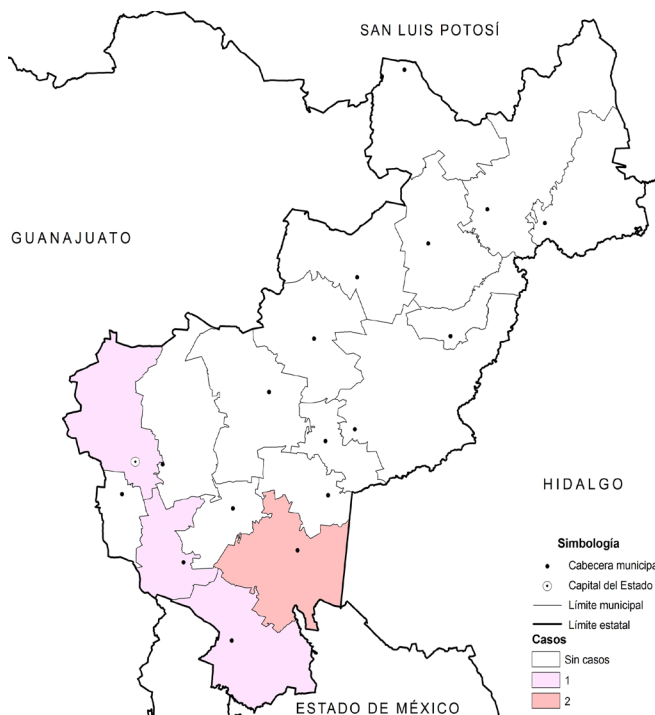 SAN LUIS POTOSÍ
GUANAJUATO
HIDALGO
Simbología
Cabecera municipa
Capital del Estado
Límite municipal
Límite estatal
Casos
Sin casos
1
2
ESTADO DE MÉXICO